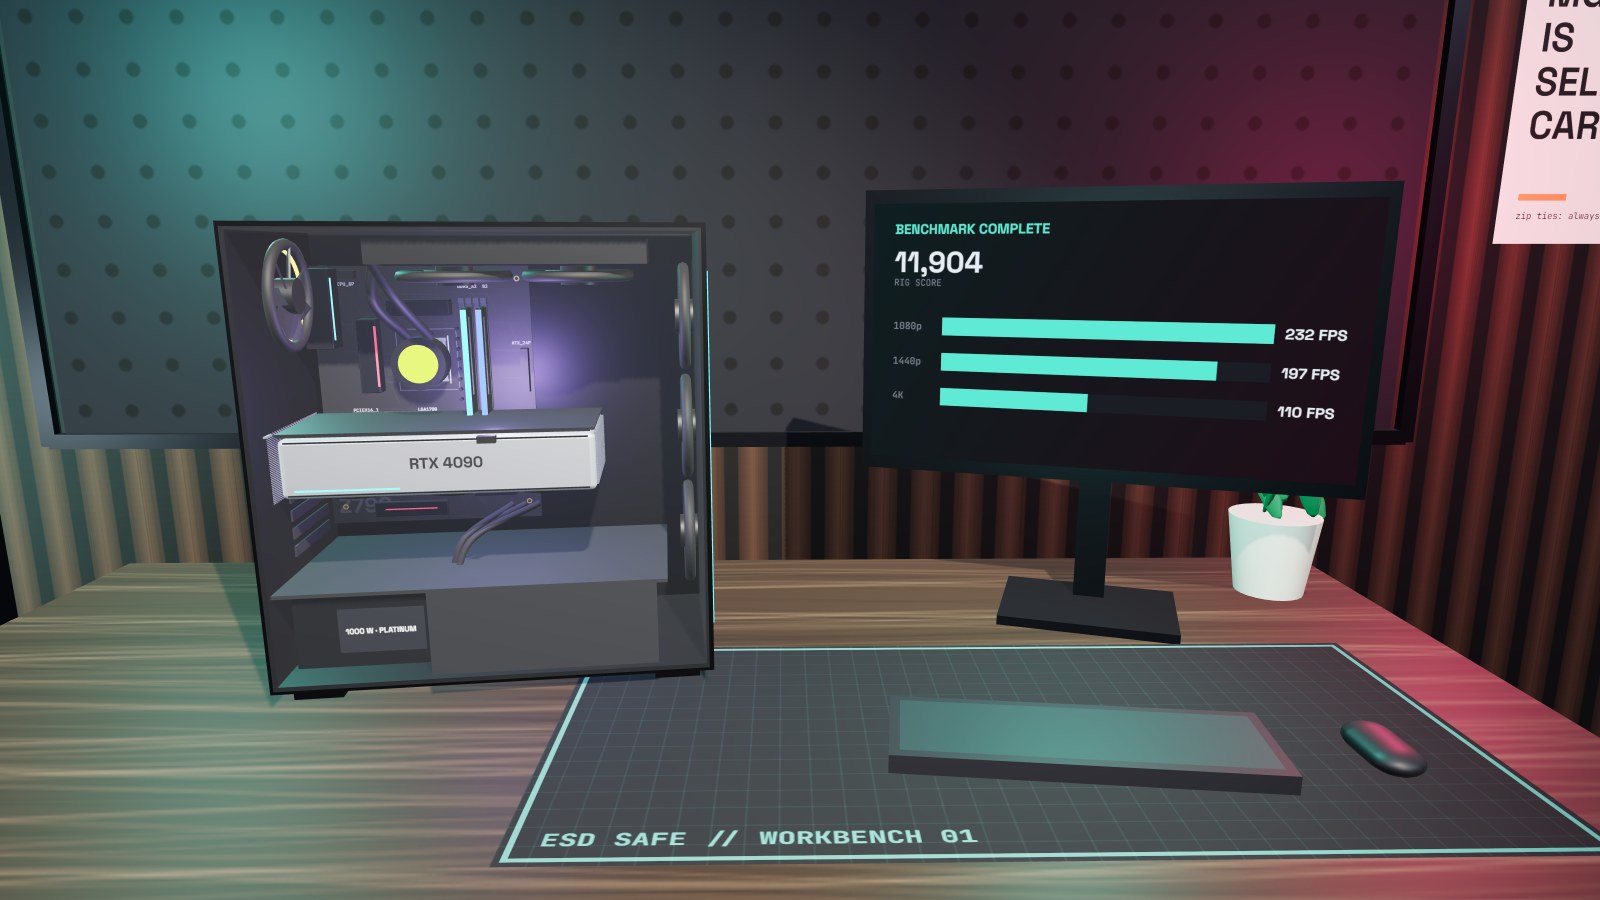 IS
SEL
CAR
zip ties: always
BENCHMARK COMPLETE
11,904
RIG SCORE
1080p
232 FPS
1440p
197 FPS
4K
110 FPS
RTX 4090
1000 W · PLATINUM
ESD SAFE // WORKBENCH 01